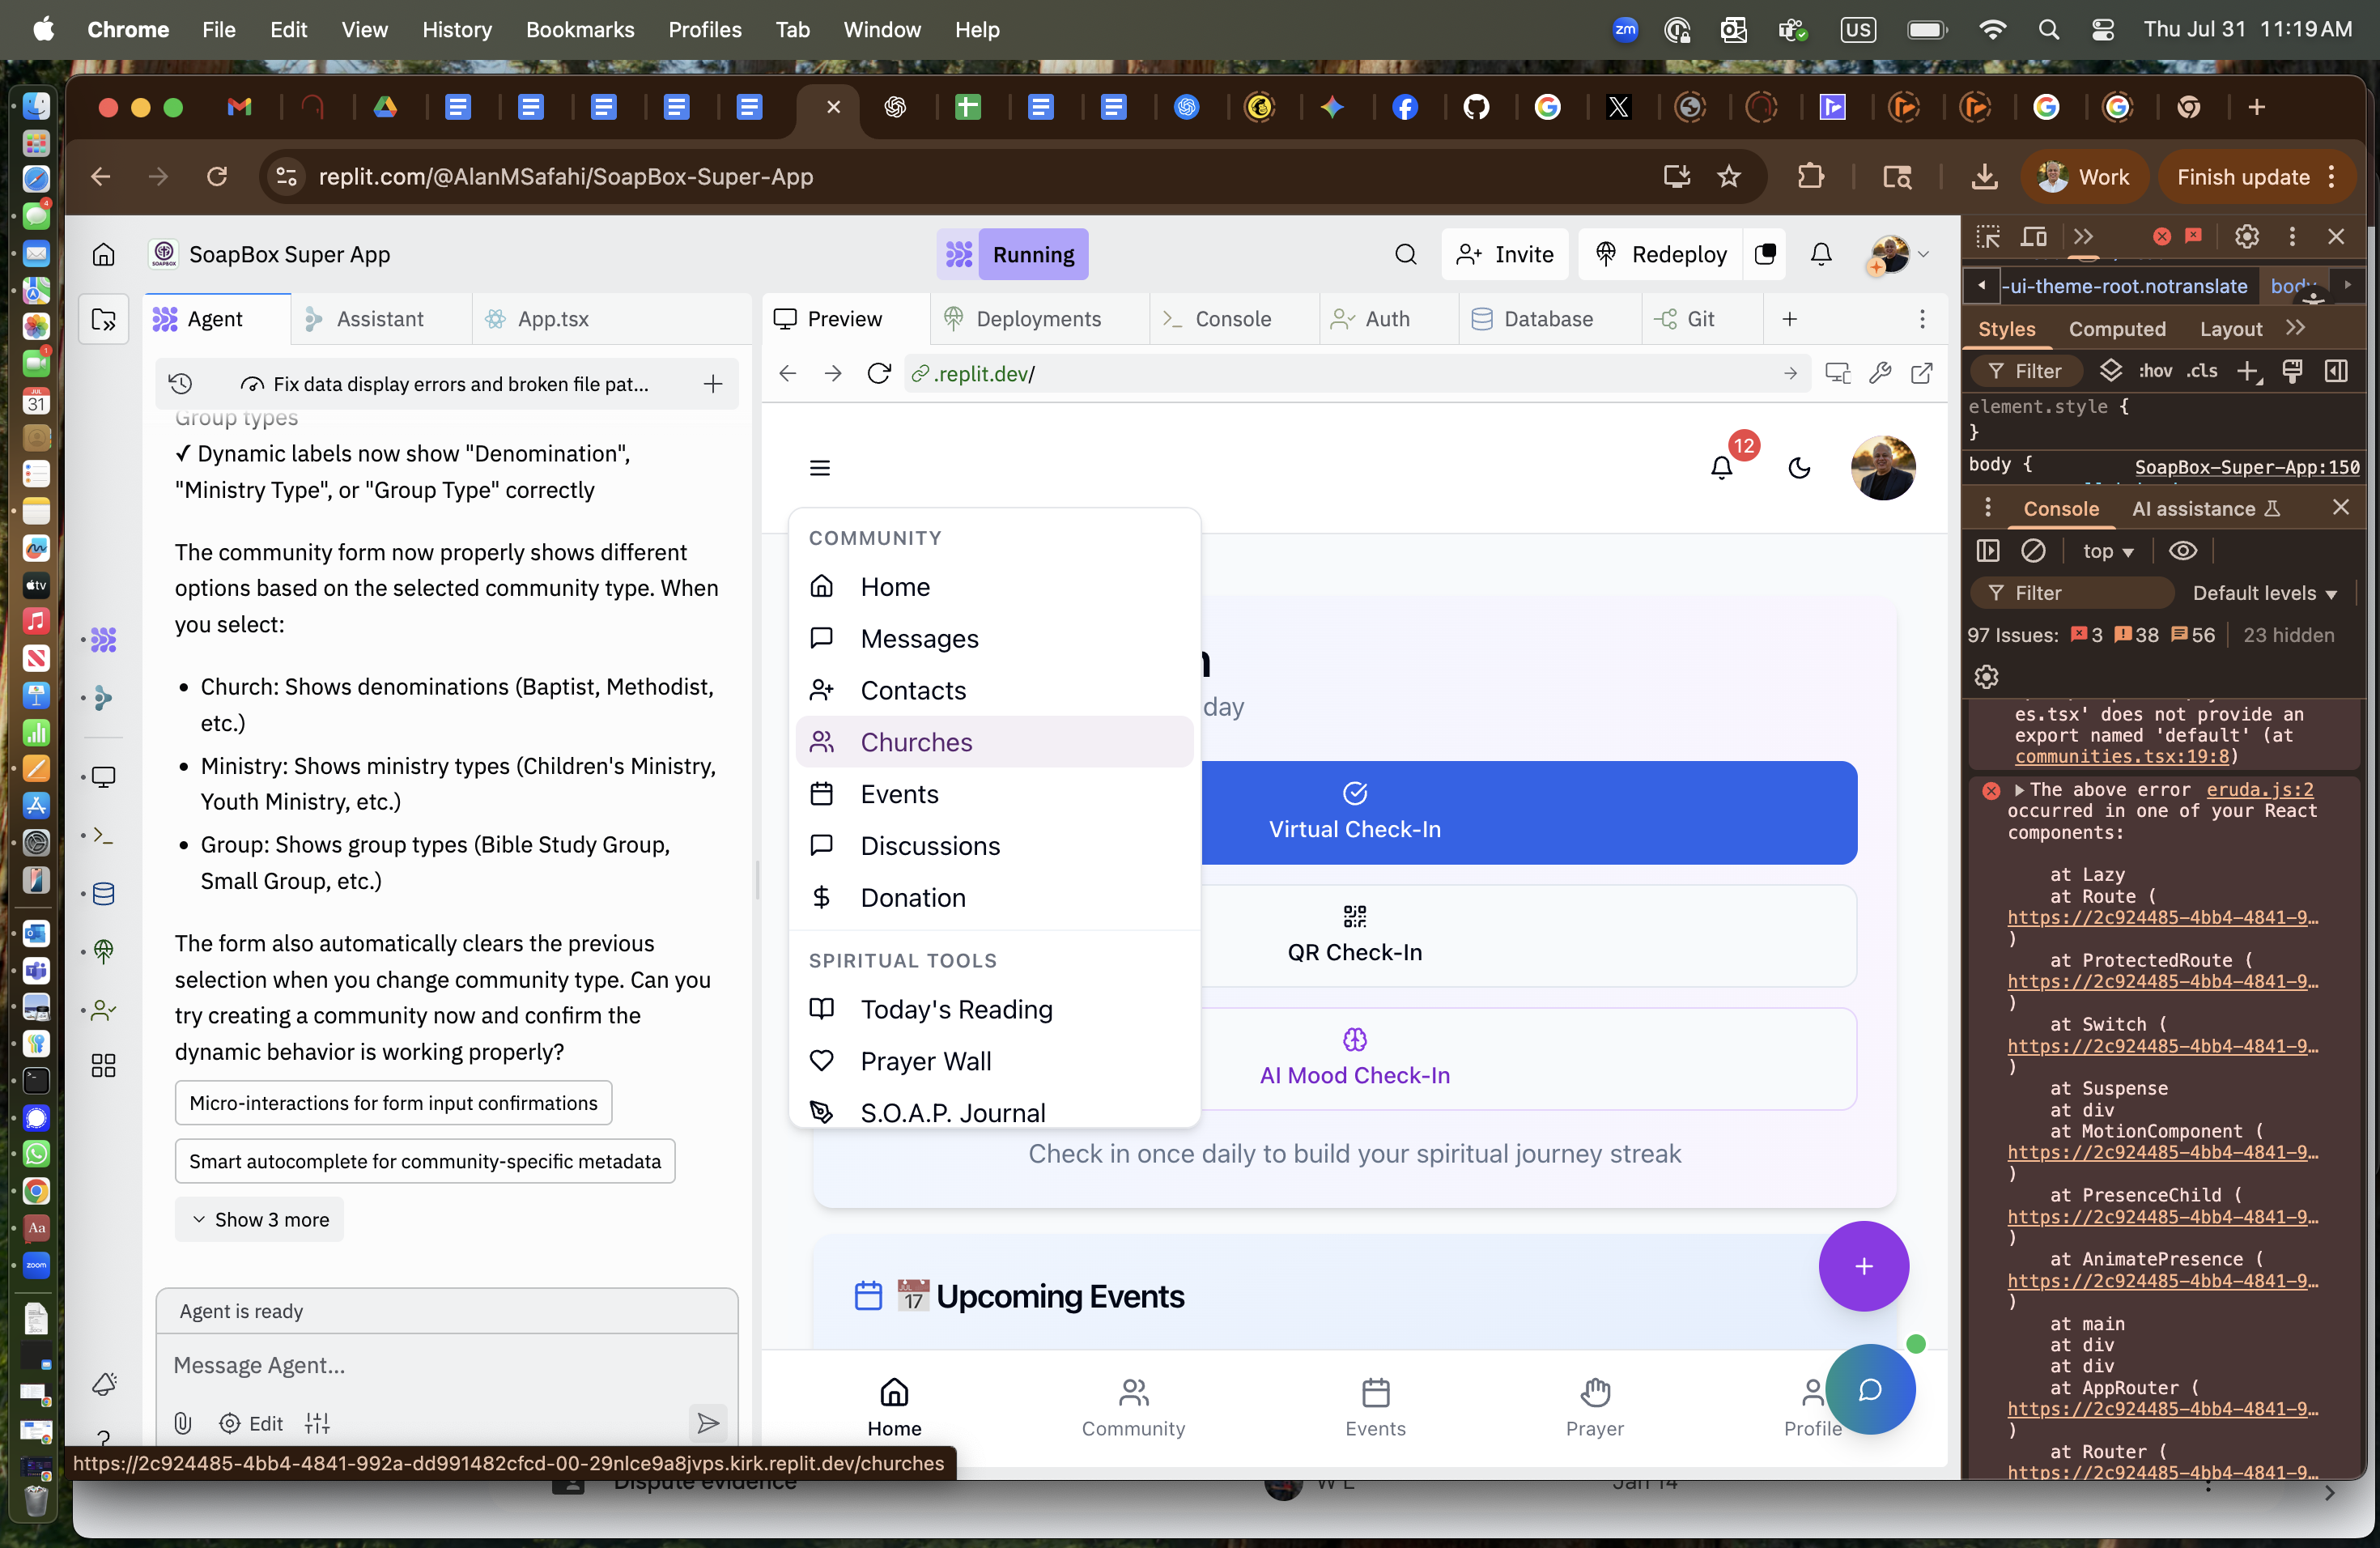 Chrome File Edit View History Bookmarks Profiles Tab Window Help
zm US Thu Jul 31 11:19 AM
replit.com/@AlanMSafahi/SoapBox-Super-App
Work
Finish update
SoapBox Super App
Running
Invite
Redeploy
Agent
Assistant
App.tsx
Fix data display errors and broken file pat...
Group types
✓ Dynamic labels now show "Denomination",
"Ministry Type", or "Group Type" correctly
The community form now properly shows different
options based on the selected community type. When
you select:
• Church: Shows denominations (Baptist, Methodist,
etc.)
• Ministry: Shows ministry types (Children's Ministry,
Youth Ministry, etc.)
• Group: Shows group types (Bible Study Group,
Small Group, etc.)
The form also automatically clears the previous
selection when you change community type. Can you
try creating a community now and confirm the
dynamic behavior is working properly?
Micro-interactions for form input confirmations
Smart autocomplete for community-specific metadata
Show 3 more
Agent is ready
Message Agent...
Edit
https://2c924485-4bb4-4841-992a-dd991482cfcd-00-29nlce9a8jvps.kirk.replit.dev/churches
Preview
Deployments
Console
Auth
Database
Git
.replit.dev/
12
COMMUNITY
Home
Messages
Contacts
Churches
Events
Discussions
Donation
SPIRITUAL TOOLS
Today's Reading
Prayer Wall
S.O.A.P. Journal
day
Virtual Check-In
QR Check-In
AI Mood Check-In
Check in once daily to build your spiritual journey streak
17 Upcoming Events
Home
Community
Events
Prayer
Profile
-ui-theme-root.notranslate
body
Styles Computed Layout
Filter :hov .cls
element.style {
}
body { SoapBox-Super-App:150
Console AI assistance
top
Filter Default levels
97 Issues: 3 38 56 23 hidden
es.tsx' does not provide an
export named 'default' (at
communities.tsx:19:8)
The above error eruda.js:2
occurred in one of your React
components:
at Lazy
at Route (
https://2c924485-4bb4-4841-9…
)
at ProtectedRoute (
https://2c924485-4bb4-4841-9…
)
at Switch (
https://2c924485-4bb4-4841-9…
)
at Suspense
at div
at MotionComponent (
https://2c924485-4bb4-4841-9…
)
at PresenceChild (
https://2c924485-4bb4-4841-9…
)
at AnimatePresence (
https://2c924485-4bb4-4841-9…
)
at main
at div
at div
at AppRouter (
https://2c924485-4bb4-4841-9…
)
at Router (
https://2c924485-4bb4-4841-9…
Dispute evidence
W L
Jan 14
JUL
31
tv
Aa
zoom